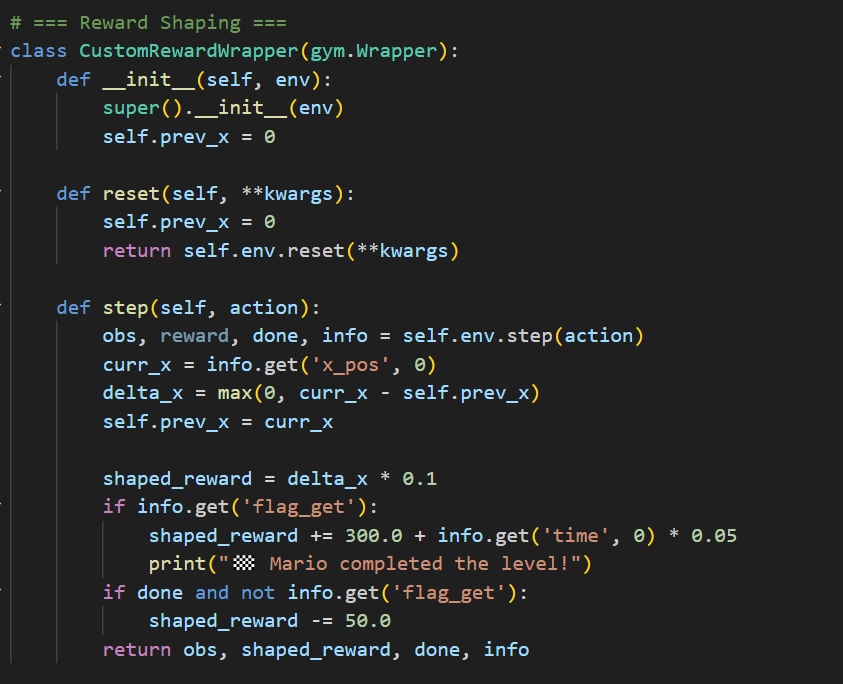 # === Reward Shaping ===
class CustomRewardWrapper(gym.Wrapper):
    def __init__(self, env):
        super().__init__(env)
        self.prev_x = 0

    def reset(self, **kwargs):
        self.prev_x = 0
        return self.env.reset(**kwargs)

    def step(self, action):
        obs, reward, done, info = self.env.step(action)
        curr_x = info.get('x_pos', 0)
        delta_x = max(0, curr_x - self.prev_x)
        self.prev_x = curr_x

        shaped_reward = delta_x * 0.1
        if info.get('flag_get'):
            shaped_reward += 300.0 + info.get('time', 0) * 0.05
            print("🏁 Mario completed the level!")
        if done and not info.get('flag_get'):
            shaped_reward -= 50.0
        return obs, shaped_reward, done, info